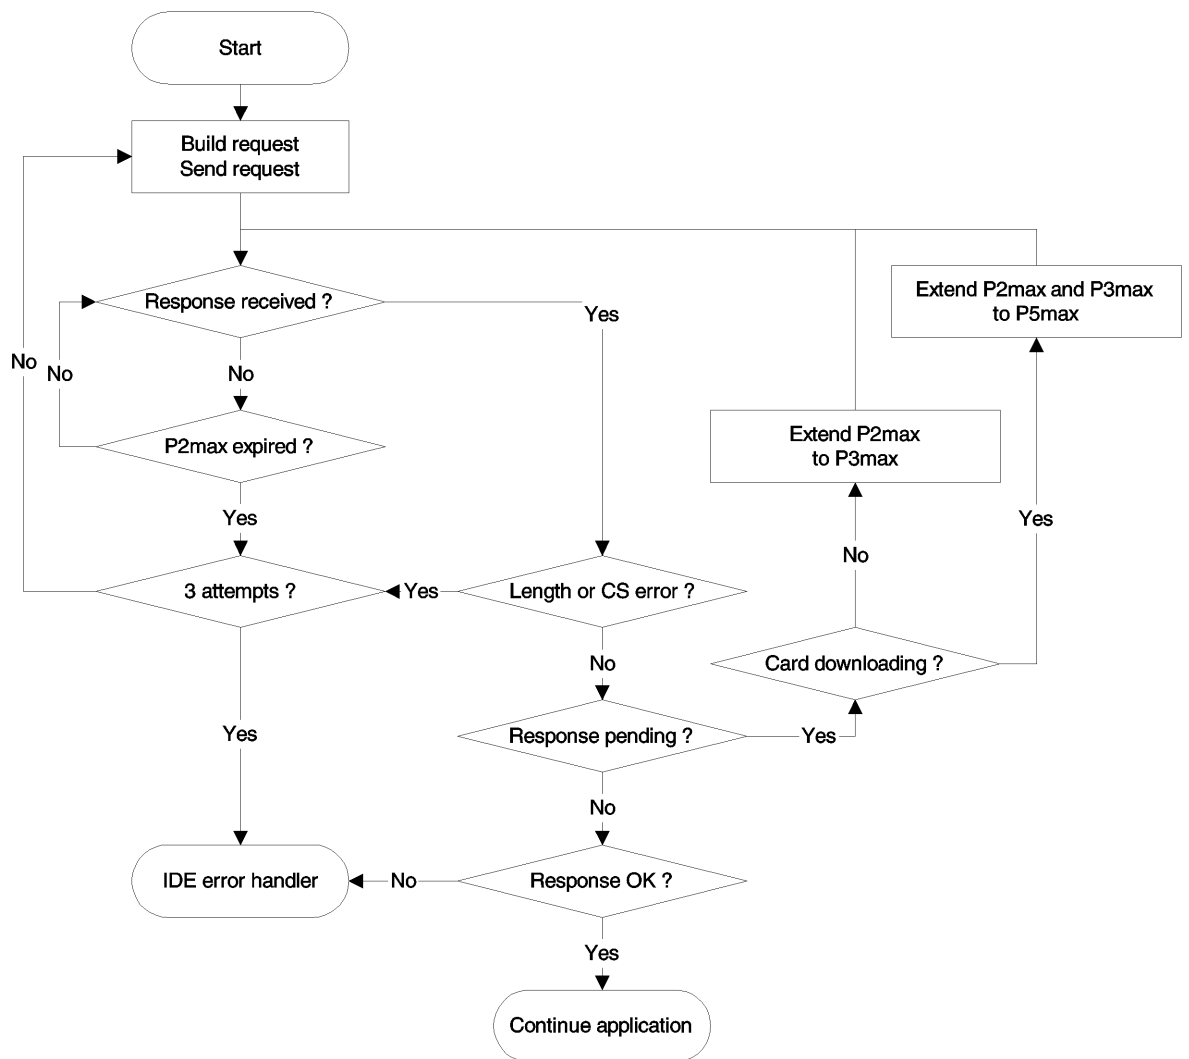 Start
Build request
Send request
Response received ?
Yes
Extend P2max and P3max
to P5max
No
No
No
P2max expired ?
Extend P2max
to P3max
Yes
Yes
No
3 attempts ?
Yes
Length or CS error ?
No
Card downloading ?
Yes
Response pending ?
Yes
No
IDE error handler
No
Response OK ?
Yes
Continue application